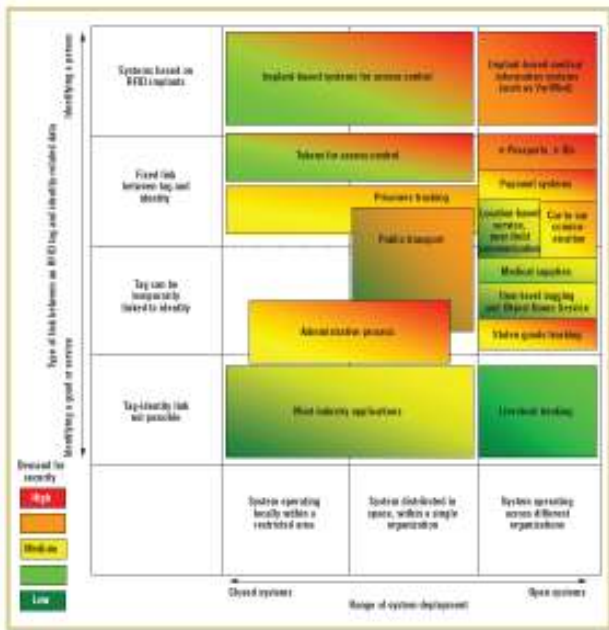 Identifying a person
Type of link between an RFID tag and identity-related data
Identifying a good or service
Systems based on
RFID implants
Implant-based systems for access control
Implant-based medical
information systems
(such as VeriMed)
Fixed link
between tag and
identity
Tokens for access control
e-Passports, e-IDs
Payment systems
Prisoners tracking
Location-based
service,
near-field
communication
Car-to-car
communi-
cation
Public transport
Tag can be
temporarily
linked to identity
Medical supplies
Item-level tagging
and Object Name Service
Administrative process
Stolen goods tracking
Tag-identity link
not possible
Most industry applications
Livestock tracking
Demand for
security
High
Medium
Low
System operating
locally within a
restricted area
System distributed in
space, within a single
organization
System operating
across different
organizations
Closed systems
Open systems
Range of system deployment